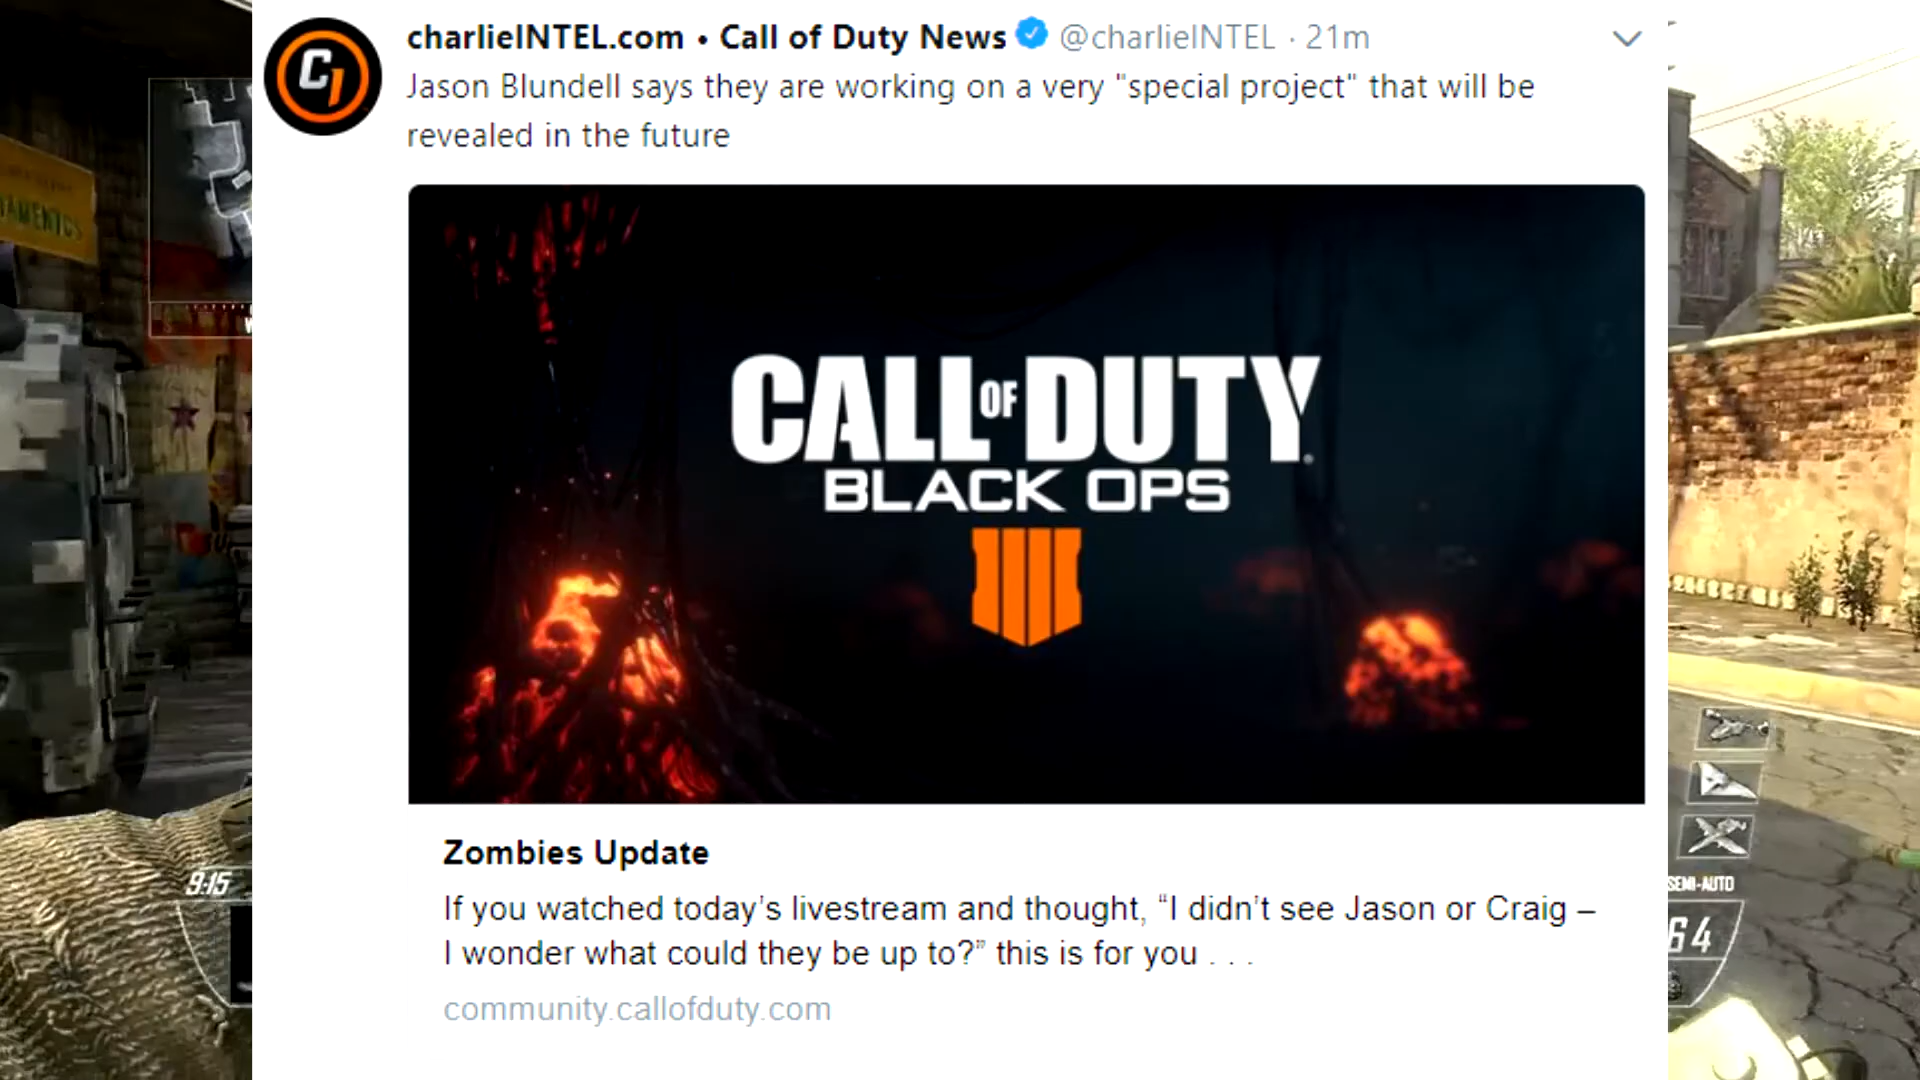 charlieINTEL.com • Call of Duty News @charlieINTEL · 21m
Jason Blundell says they are working on a very "special project" that will be
revealed in the future
CI
CALL OF DUTY
BLACK OPS
IIII
Zombies Update
If you watched today’s livestream and thought, “I didn’t see Jason or Craig –
I wonder what could they be up to?” this is for you . . .
community.callofduty.com
9:15
SEMI-AUTO
64